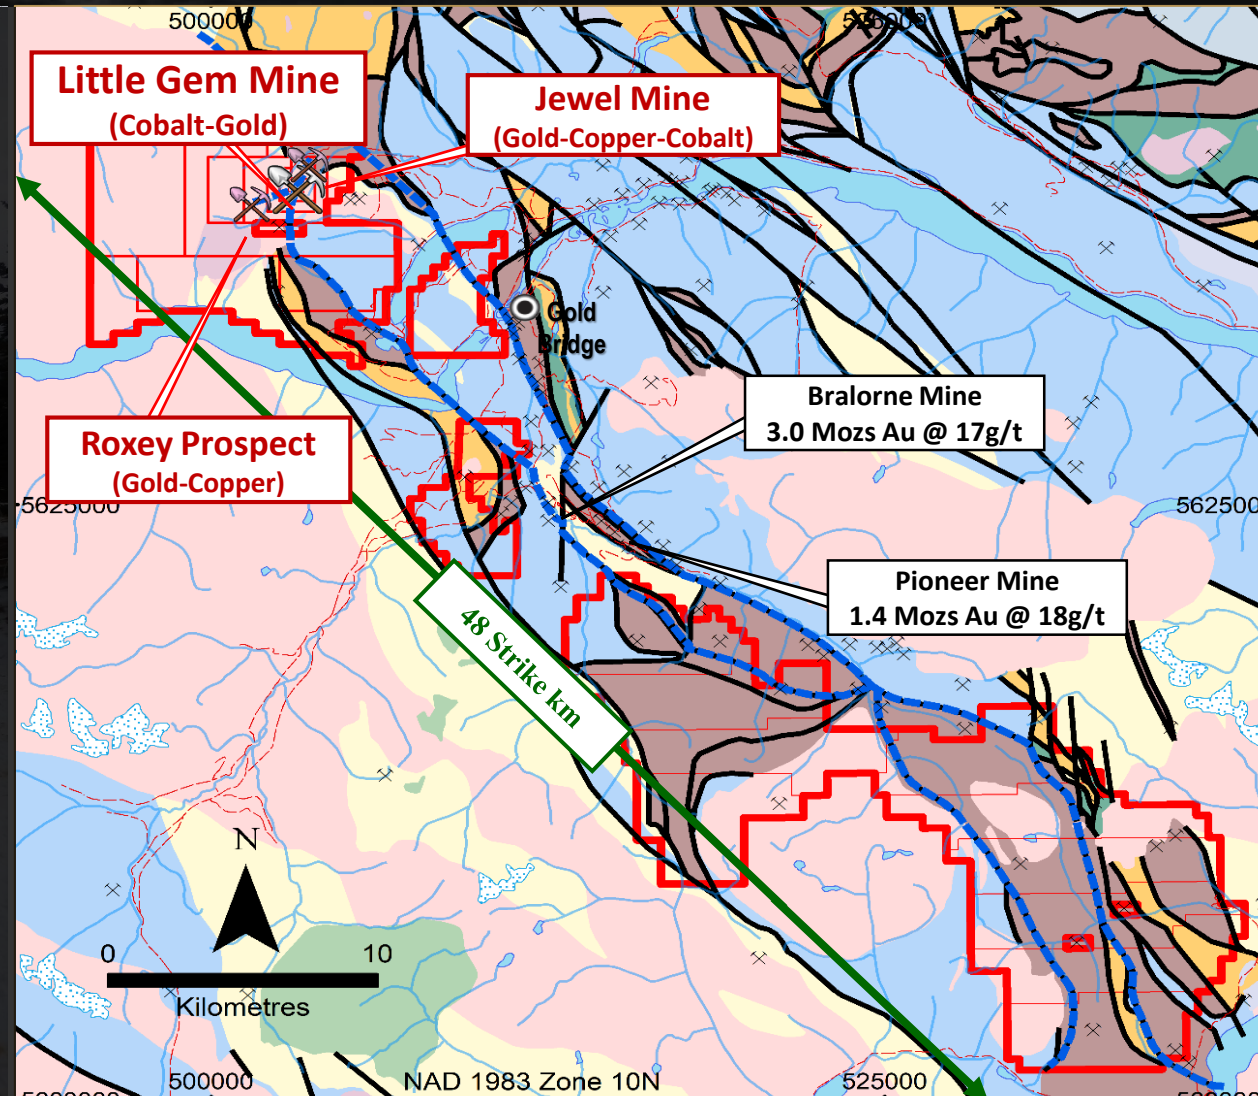 500000
525000
Little Gem Mine
(Cobalt-Gold)
Jewel Mine
(Gold-Copper-Cobalt)
Gold
Bridge
Bralorne Mine
3.0 Mozs Au @ 17g/t
Roxey Prospect
(Gold-Copper)
5625000
562500
Pioneer Mine
1.4 Mozs Au @ 18g/t
48 Strike km
N
0 10
Kilometres
500000
NAD 1983 Zone 10N
525000